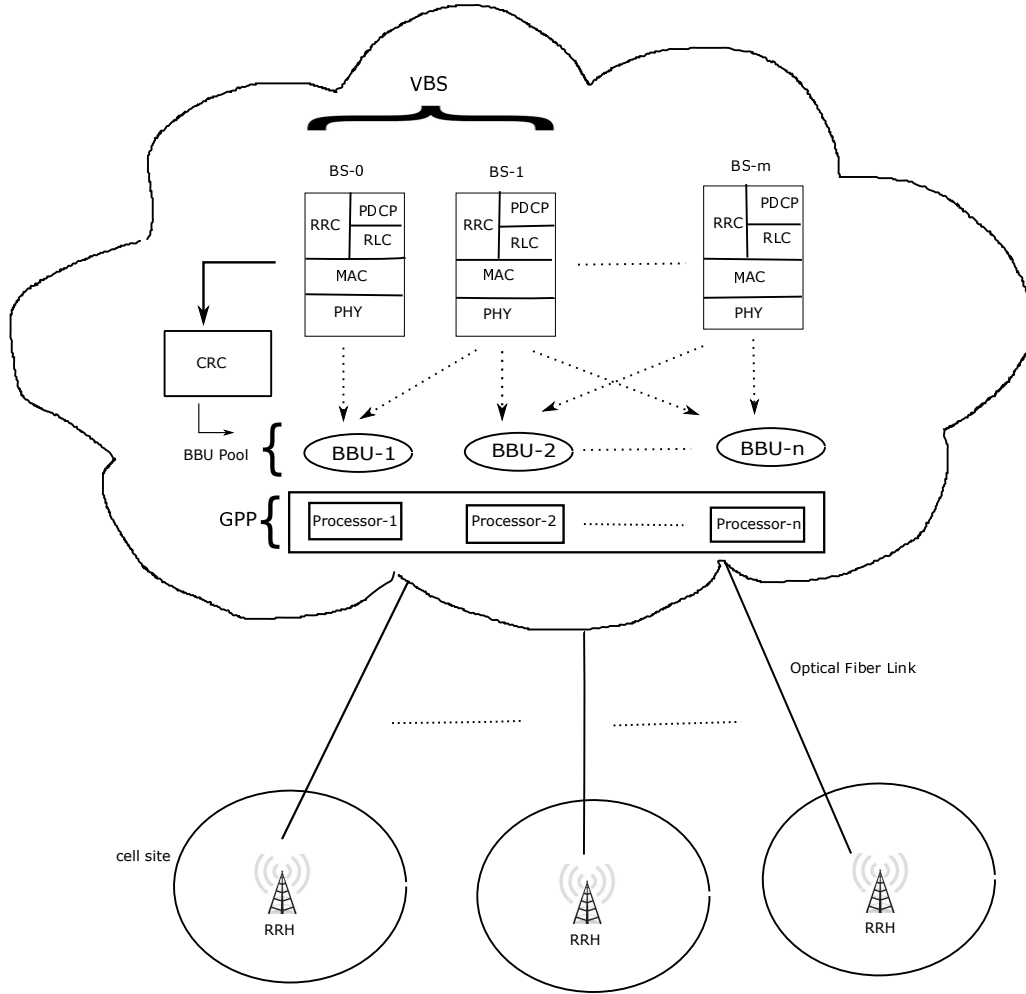 VBS
BS-0
BS-1
BS-m
RRC
PDCP
RLC
MAC
PHY
RRC
PDCP
RLC
MAC
PHY
RRC
PDCP
RLC
MAC
PHY
CRC
BBU Pool
BBU-1
BBU-2
BBU-n
GPP
Processor-1
Processor-2
Processor-n
Optical Fiber Link
cell site
RRH
RRH
RRH